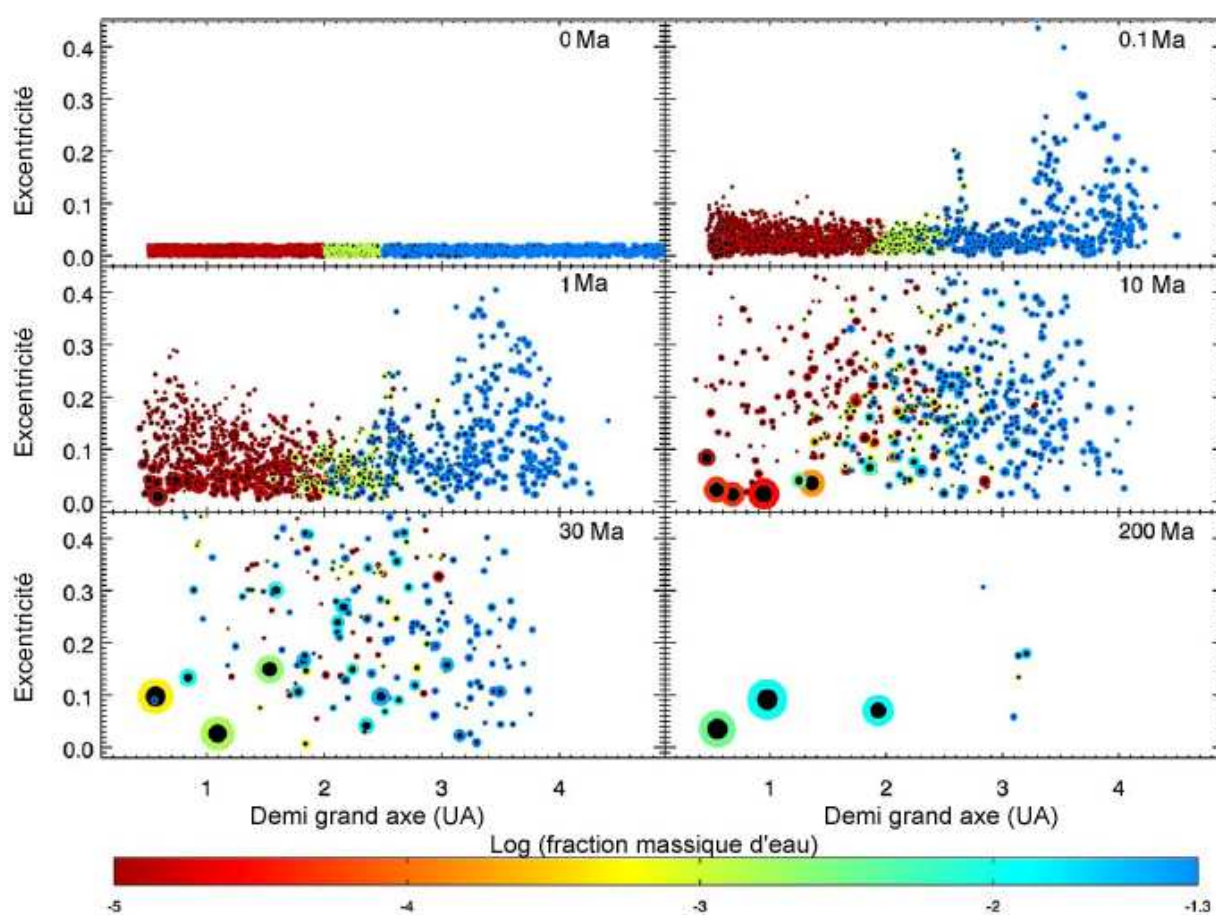 0 Ma
0.1 Ma
Excentricité
0.4
0.3
0.2
0.1
0.0
1 Ma
10 Ma
Excentricité
0.4
0.3
0.2
0.1
0.0
30 Ma
200 Ma
Excentricité
0.4
0.3
0.2
0.1
0.0
1 2 3 4 1 2 3 4
Demi grand axe (UA) Demi grand axe (UA)
Log (fraction massique d'eau)
-5 -4 -3 -2 -1.3